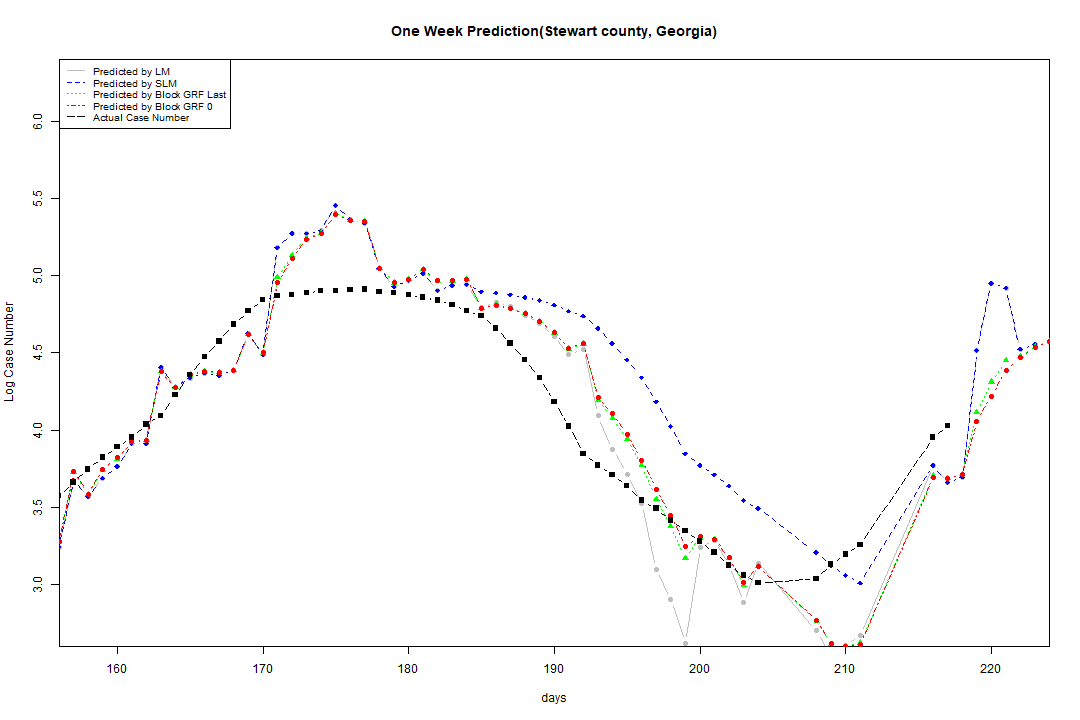 One Week Prediction(Stewart county, Georgia)
Predicted by LM
Predicted by SLM
Predicted by Block GRF Last
Predicted by Block GRF 0
Actual Case Number
6.0
5.5
5.0
4.5
4.0
3.5
3.0
Log Case Number
160 170 180 190 200 210 220
days